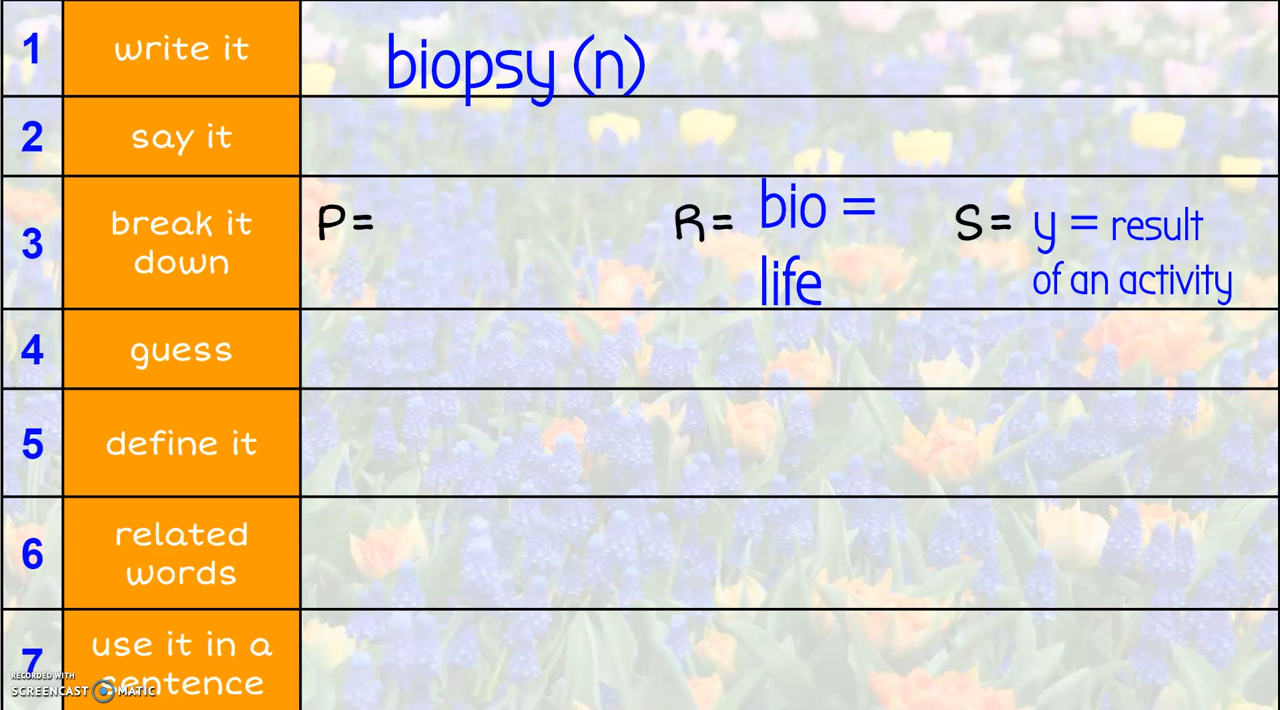 1 write it biopsy (n)
2 say it
3 break it down P= R= bio = life S= y = result of an activity
4 guess
5 define it
6 related words
7 use it in a sentence
RECORDED WITH
SCREENCAST MATIC